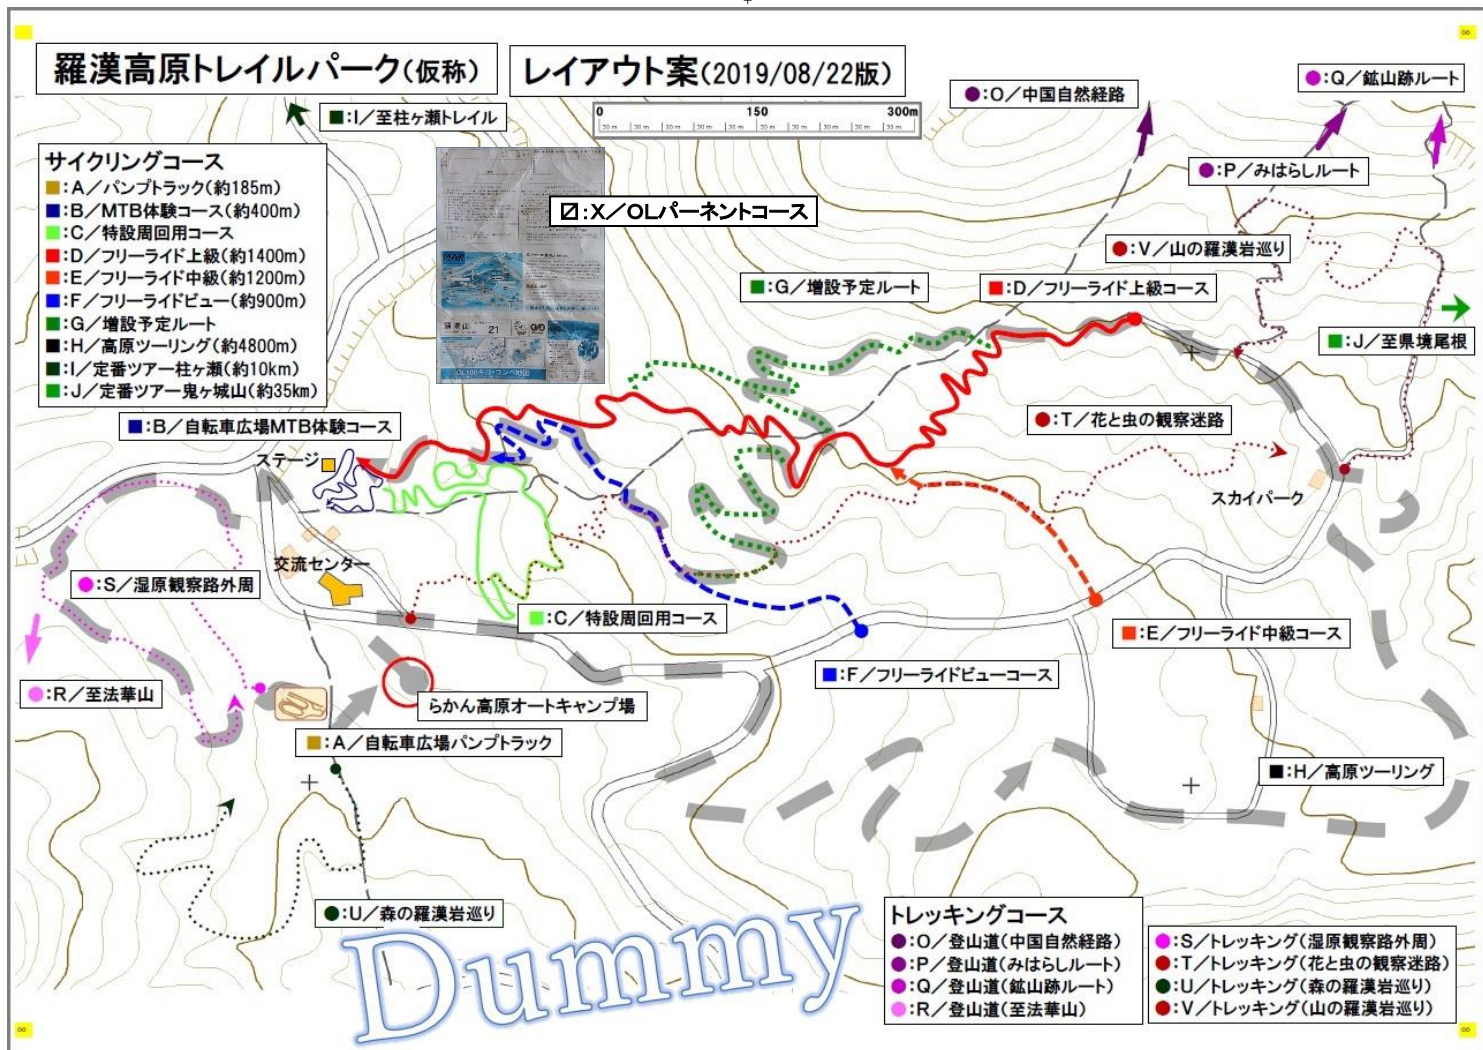 羅漢高原トレイルパーク(仮称)
レイアウト案(2019/08/22版)
0 150 300m
30m 30m 30m 30m 30m 30m 30m 30m 30m 30m
●:O/中国自然経路
●:Q/鉱山跡ルート
■:I/至柱ヶ瀬トレイル
●:P/みはらしルート
サイクリングコース
■:A/パンプトラック(約185m)
■:B/MTB体験コース(約400m)
■:C/特設周回用コース
■:D/フリーライド上級(約1400m)
■:E/フリーライド中級(約1200m)
■:F/フリーライドビュー(約900m)
■:G/増設予定ルート
■:H/高原ツーリング(約4800m)
■:I/定番ツアー柱ヶ瀬(約10km)
■:J/定番ツアー鬼ヶ城山(約35km)
〼:X/OLパーネントコース
羅漢山 21
●:V/山の羅漢岩巡り
■:G/増設予定ルート
■:D/フリーライド上級コース
■:J/至県境尾根
■:B/自転車広場MTB体験コース
●:T/花と虫の観察迷路
ステージ
スカイパーク
交流センター
●:S/湿原観察路外周
■:C/特設周回用コース
■:E/フリーライド中級コース
■:F/フリーライドビューコース
●:R/至法華山
らかん高原オートキャンプ場
■:A/自転車広場パンプトラック
■:H/高原ツーリング
●:U/森の羅漢岩巡り
Dummy
トレッキングコース
●:O/登山道(中国自然経路)
●:P/登山道(みはらしルート)
●:Q/登山道(鉱山跡ルート)
●:R/登山道(至法華山)
●:S/トレッキング(湿原観察路外周)
●:T/トレッキング(花と虫の観察迷路)
●:U/トレッキング(森の羅漢岩巡り)
●:V/トレッキング(山の羅漢岩巡り)